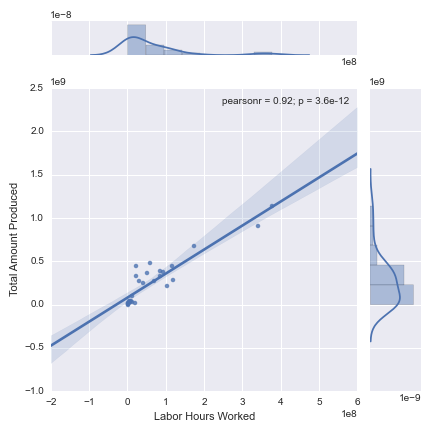 1e−8
1e8
1e9
1e9
pearsonr = 0.92; p = 3.6e-12
2.5
2.0
1.5
1.0
0.5
0.0
−0.5
−1.0
Total Amount Produced
−2 −1 0 1 2 3 4 5 6
Labor Hours Worked
1e8
1e−9